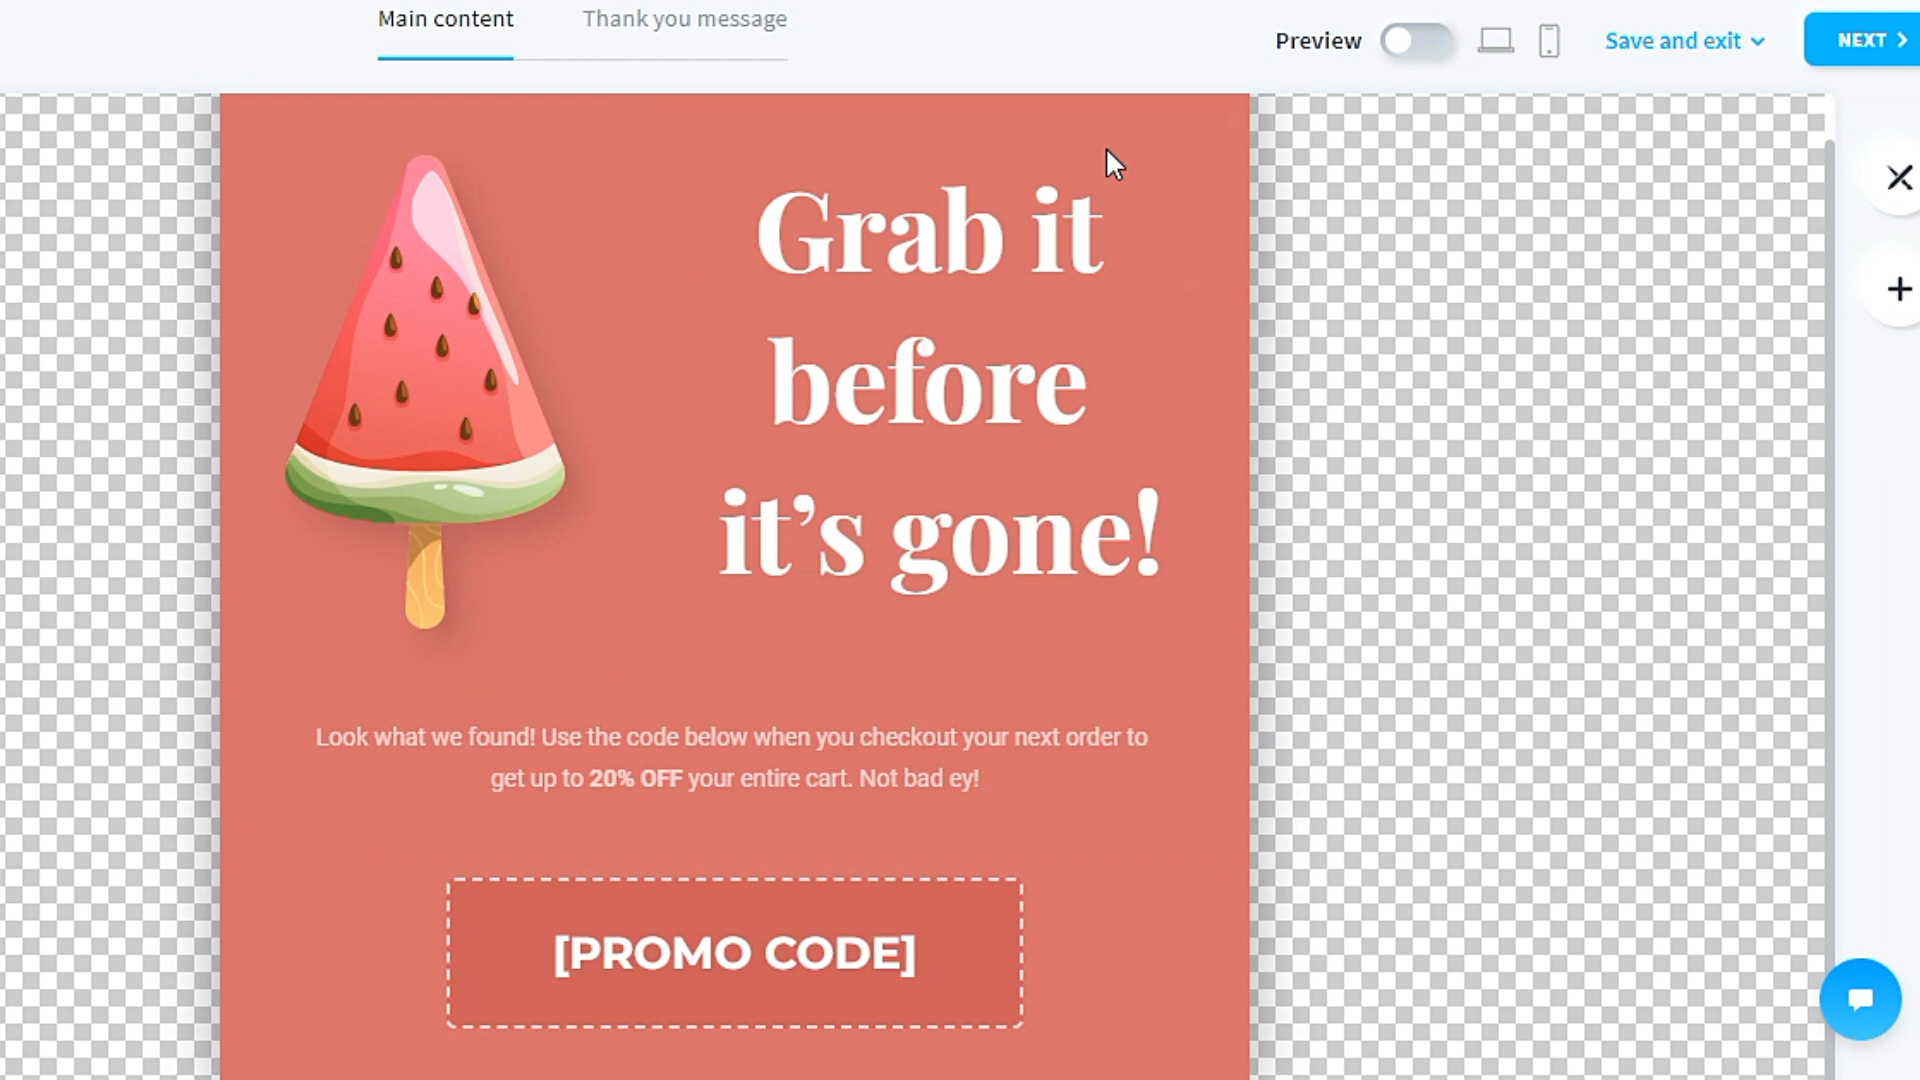 Main content
Thank you message
Preview
Save and exit
NEXT
Grab it
before
it’s gone!
Look what we found! Use the code below when you checkout your next order to
get up to 20% OFF your entire cart. Not bad ey!
[PROMO CODE]